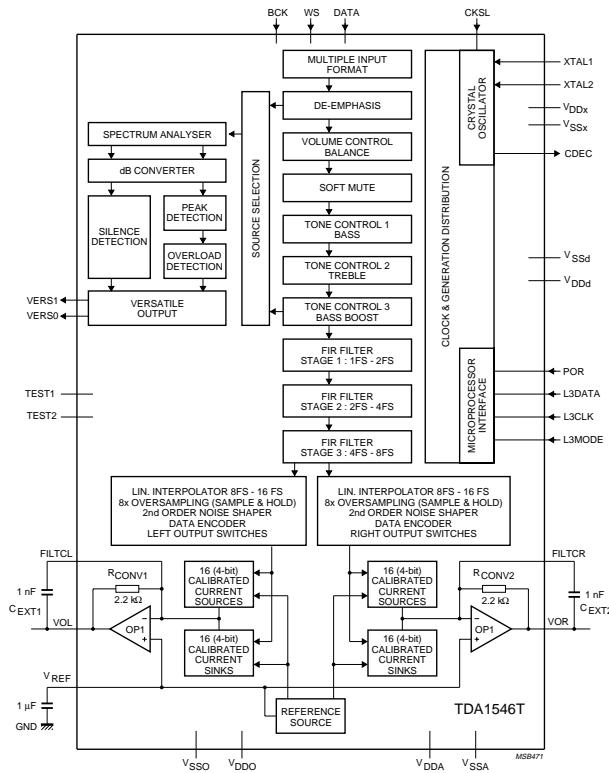 BCK WS DATA CKSL
MULTIPLE INPUT
FORMAT
DE-EMPHASIS
VOLUME CONTROL
BALANCE
SOFT MUTE
TONE CONTROL 1
BASS
TONE CONTROL 2
TREBLE
TONE CONTROL 3
BASS BOOST
FIR FILTER
STAGE 1 : 1FS - 2FS
FIR FILTER
STAGE 2 : 2FS - 4FS
FIR FILTER
STAGE 3 : 4FS - 8FS
SPECTRUM ANALYSER
dB CONVERTER
SILENCE
DETECTION
PEAK
DETECTION
OVERLOAD
DETECTION
VERSATILE
OUTPUT
SOURCE SELECTION
VERS1
VERS0
TEST1
TEST2
CLOCK & GENERATION DISTRIBUTION
CRYSTAL
OSCILLATOR
MICROPROCESSOR
INTERFACE
XTAL1
XTAL2
VDDx
VSSx
CDEC
VSSd
VDDd
POR
L3DATA
L3CLK
L3MODE
LIN. INTERPOLATOR 8FS - 16 FS
8x OVERSAMPLING (SAMPLE & HOLD)
2nd ORDER NOISE SHAPER
DATA ENCODER
LEFT OUTPUT SWITCHES
LIN. INTERPOLATOR 8FS - 16 FS
8x OVERSAMPLING (SAMPLE & HOLD)
2nd ORDER NOISE SHAPER
DATA ENCODER
RIGHT OUTPUT SWITCHES
FILTCL
1 nF
CEXT1
VOL
RCONV1
2.2 kΩ
OP1
16 (4-bit)
CALIBRATED
CURRENT
SOURCES
16 (4-bit)
CALIBRATED
CURRENT
SINKS
16 (4-bit)
CALIBRATED
CURRENT
SOURCES
16 (4-bit)
CALIBRATED
CURRENT
SINKS
FILTCR
RCONV2
2.2 kΩ
OP1
1 nF
CEXT2
VOR
VREF
1 µF
GND
REFERENCE
SOURCE
TDA1546T
VSSO VDDO VDDA VSSA
MSB471